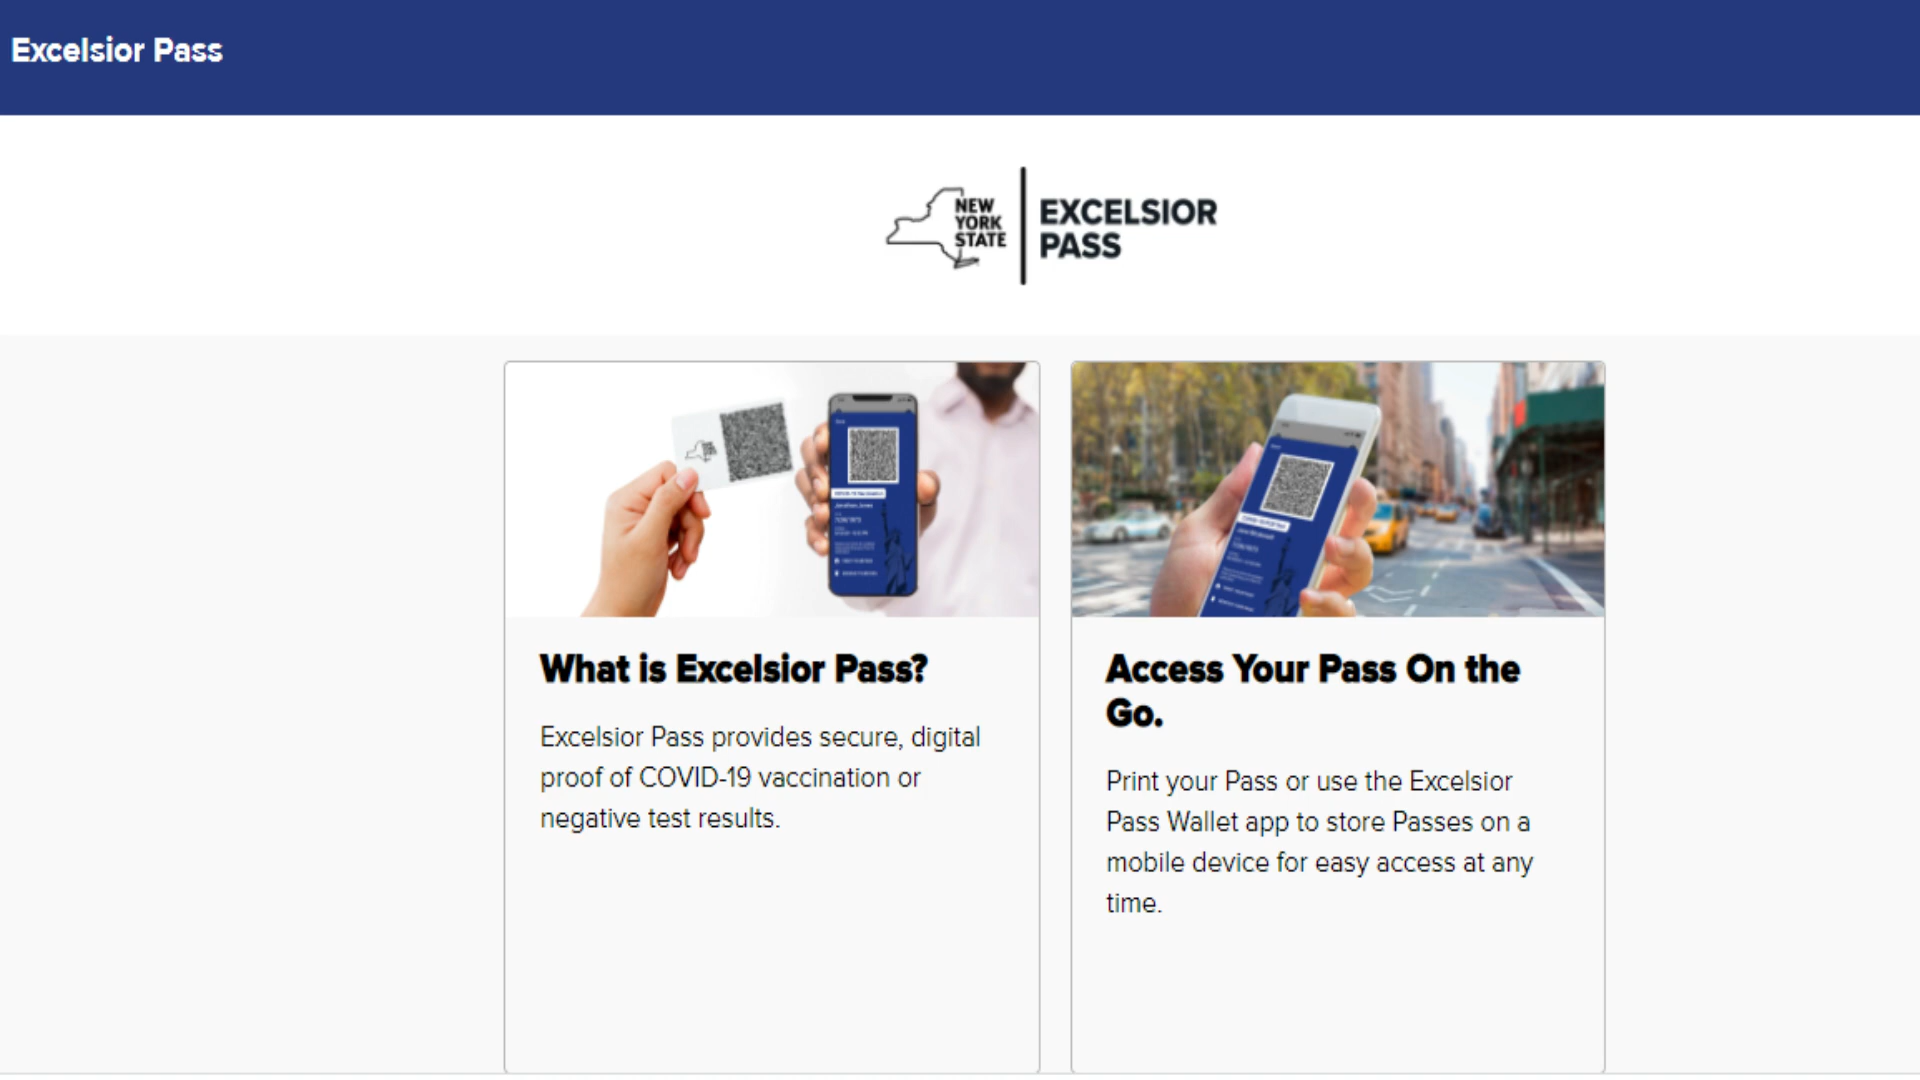 Excelsior Pass
NEW
YORK
STATE
EXCELSIOR
PASS
What is Excelsior Pass?
Excelsior Pass provides secure, digital
proof of COVID-19 vaccination or
negative test results.
Access Your Pass On the
Go.
Print your Pass or use the Excelsior
Pass Wallet app to store Passes on a
mobile device for easy access at any
time.